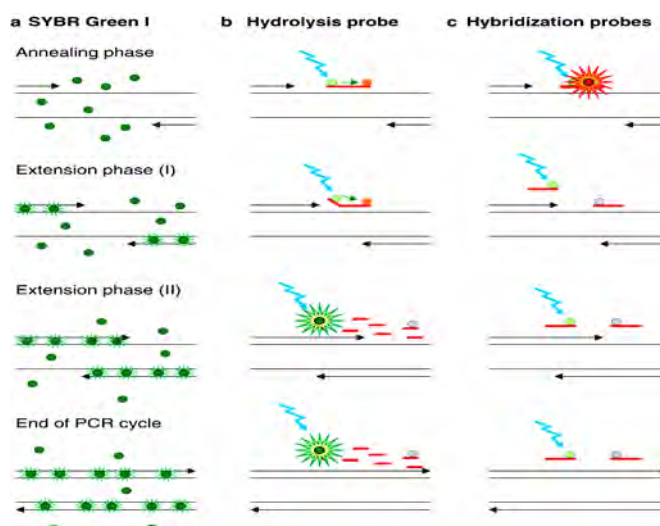 a SYBR Green I
b Hydrolysis probe
c Hybridization probes
Annealing phase
Extension phase (I)
Extension phase (II)
End of PCR cycle